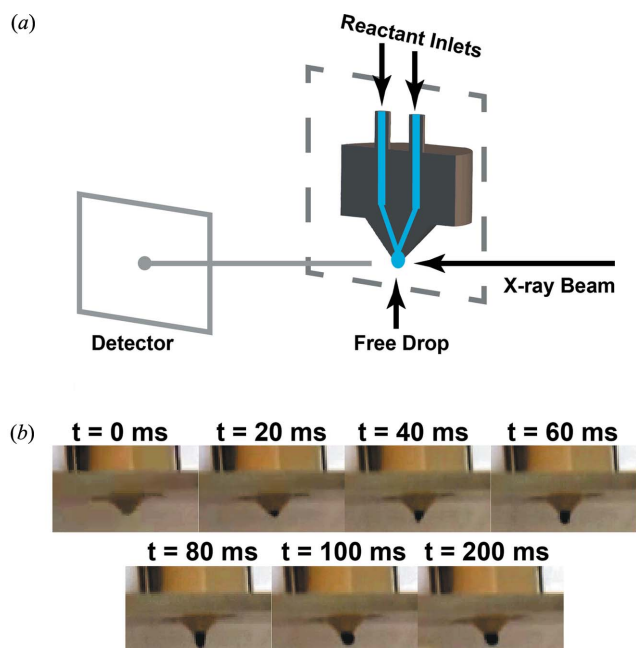 (a)
Reactant Inlets
X-ray Beam
Detector
Free Drop
(b)
t = 0 ms t = 20 ms t = 40 ms t = 60 ms
t = 80 ms t = 100 ms t = 200 ms